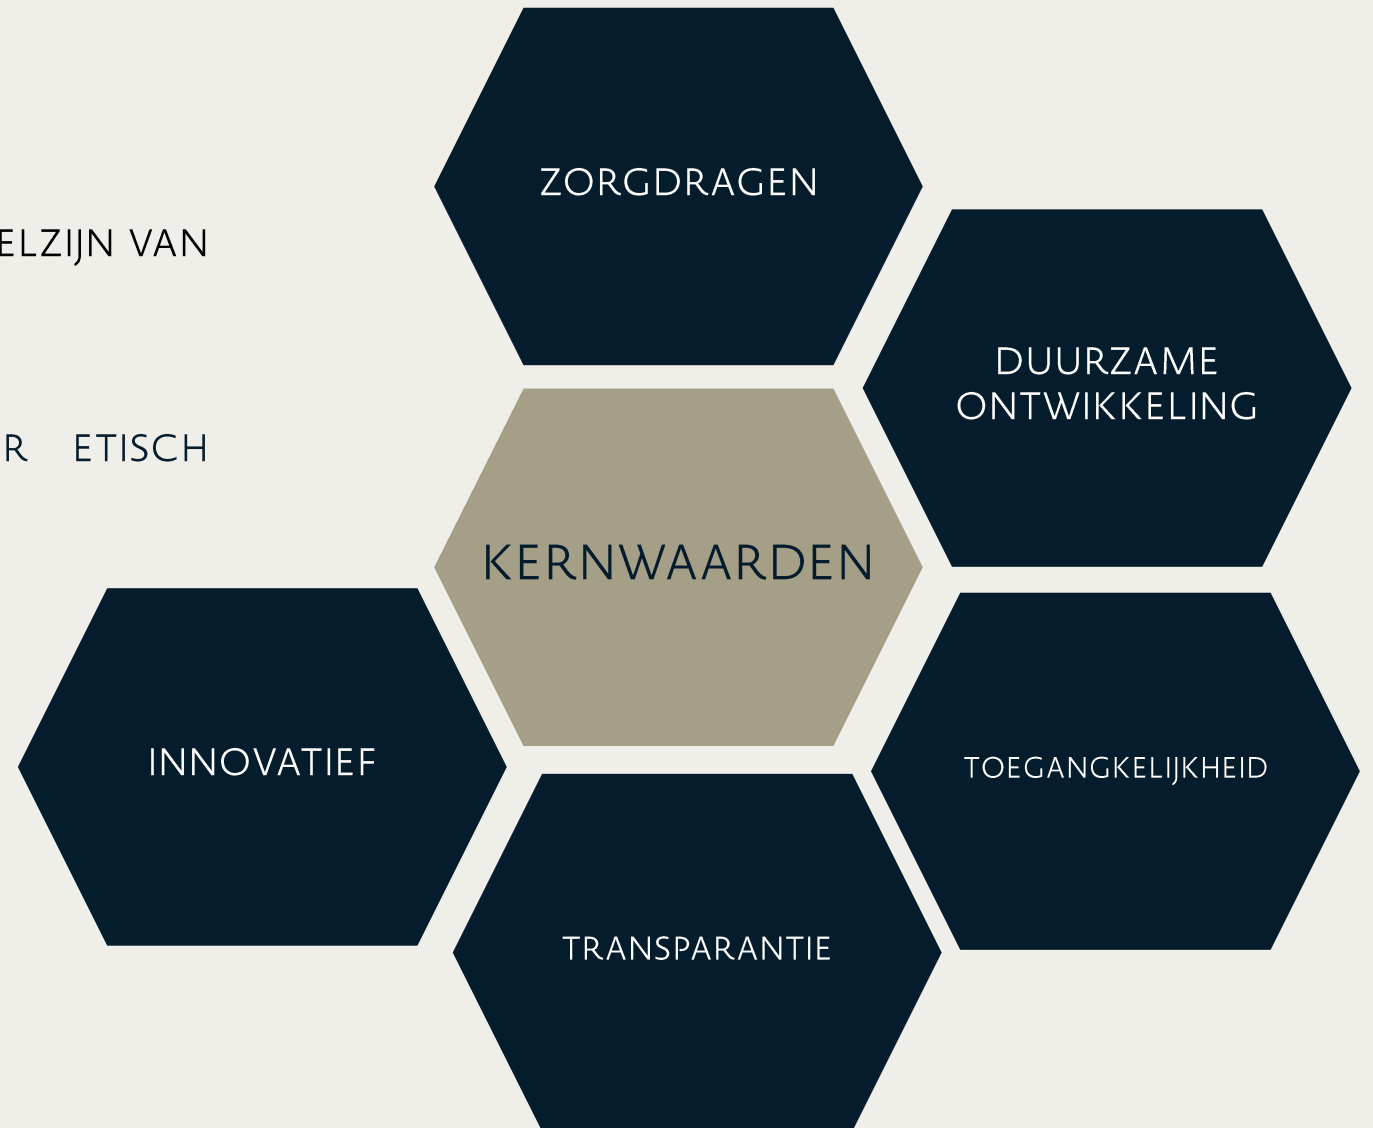 ZORGDRAGEN
ELZIJN VAN
DUURZAME
ONTWIKKELING
R ETISCH
KERNWAARDEN
INNOVATIEF
TOEGANGKELIJKHEID
TRANSPARANTIE